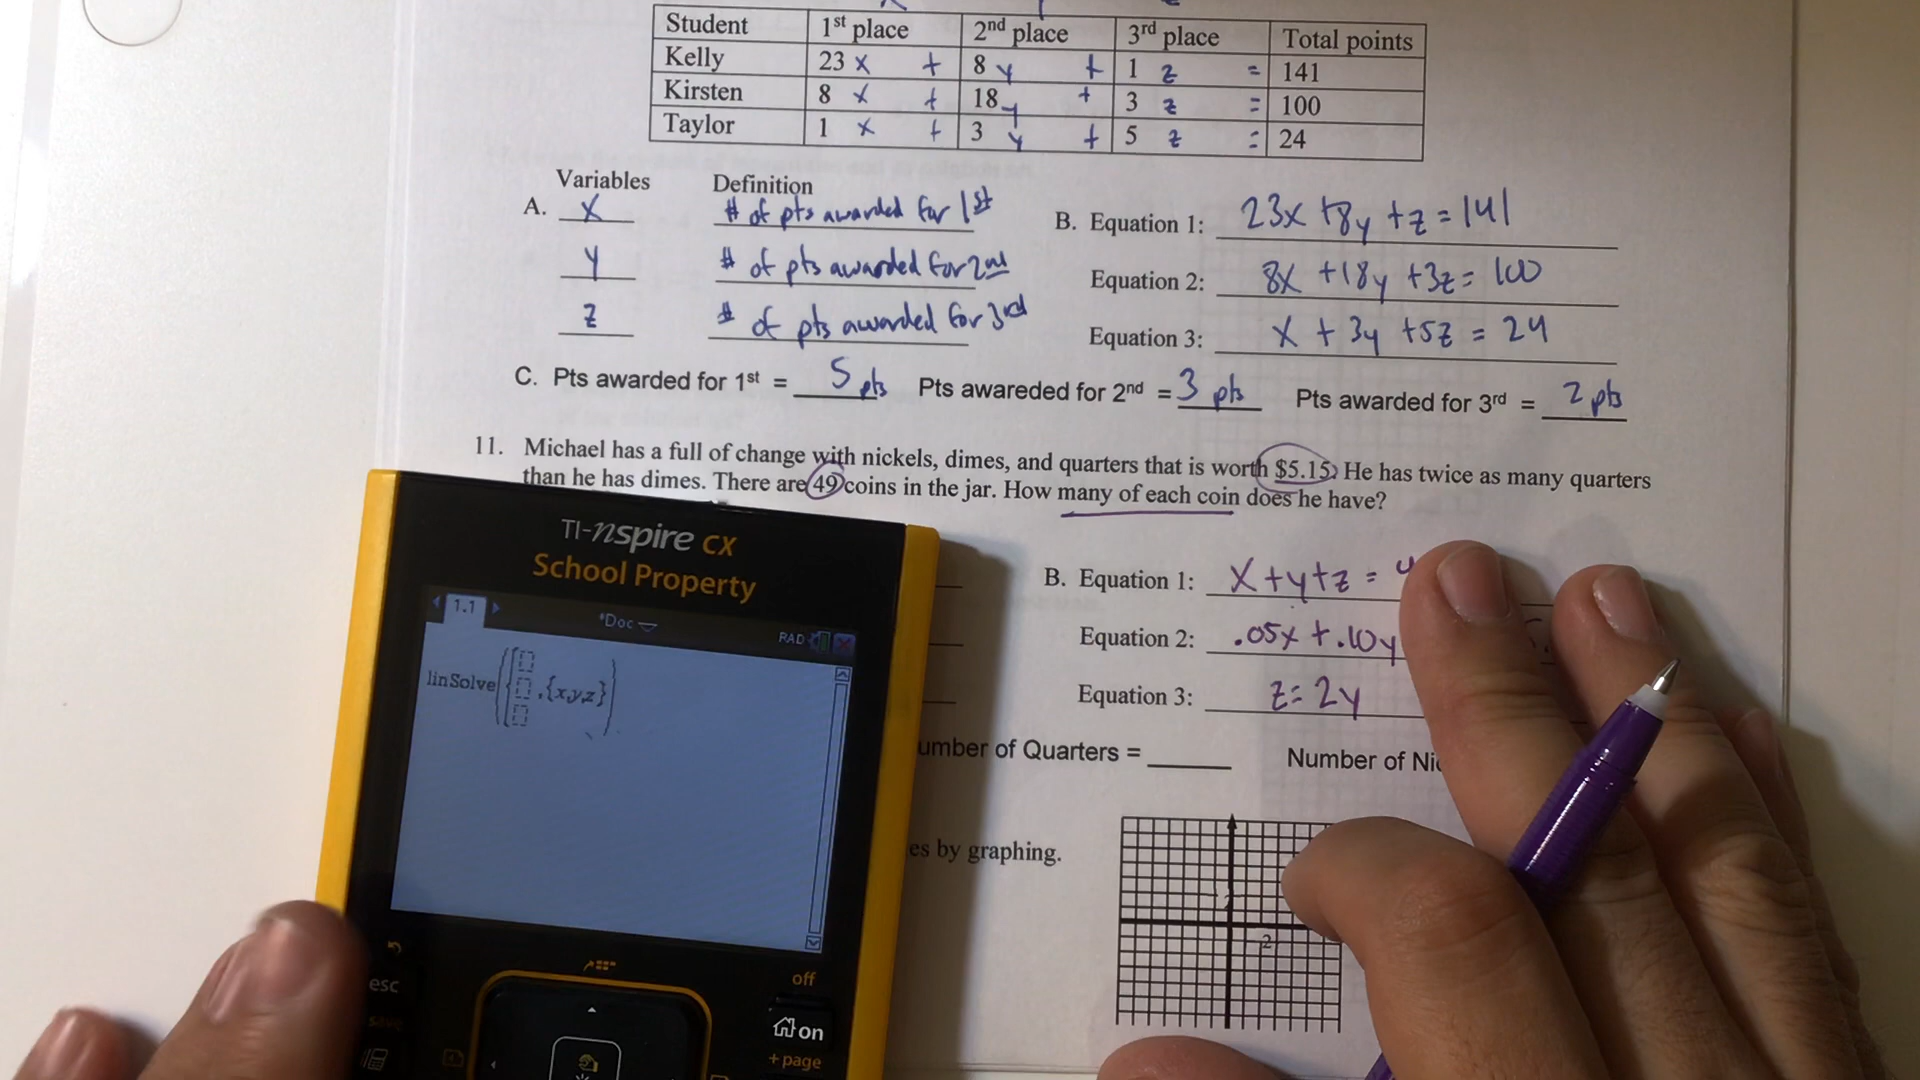 Student 1st place 2nd place 3rd place Total points
Kelly 23 x + 8 y + 1 z = 141
Kirsten 8 x + 18 y + 3 z = 100
Taylor 1 x + 3 y + 5 z = 24
Variables Definition
A. x # of pts awarded for 1st
B. Equation 1: 23x + 8y + z = 141
y # of pts awarded for 2nd
Equation 2: 8x + 18y + 3z = 100
z # of pts awarded for 3rd
Equation 3: x + 3y + 5z = 24
C. Pts awarded for 1st = 5 pts Pts awareded for 2nd = 3 pts Pts awarded for 3rd = 2 pts
11. Michael has a full of change with nickels, dimes, and quarters that is worth $5.15. He has twice as many quarters
than he has dimes. There are 49 coins in the jar. How many of each coin does he have?
B. Equation 1: x + y + z =
Equation 2: .05x + .10y
Equation 3: z = 2y
umber of Quarters = Number of Nic
es by graphing.
2
TI-nspire CX
School Property
1.1 *Doc RAD
linSolve({ ,{x,y,z})
esc
save
off
on
+ page